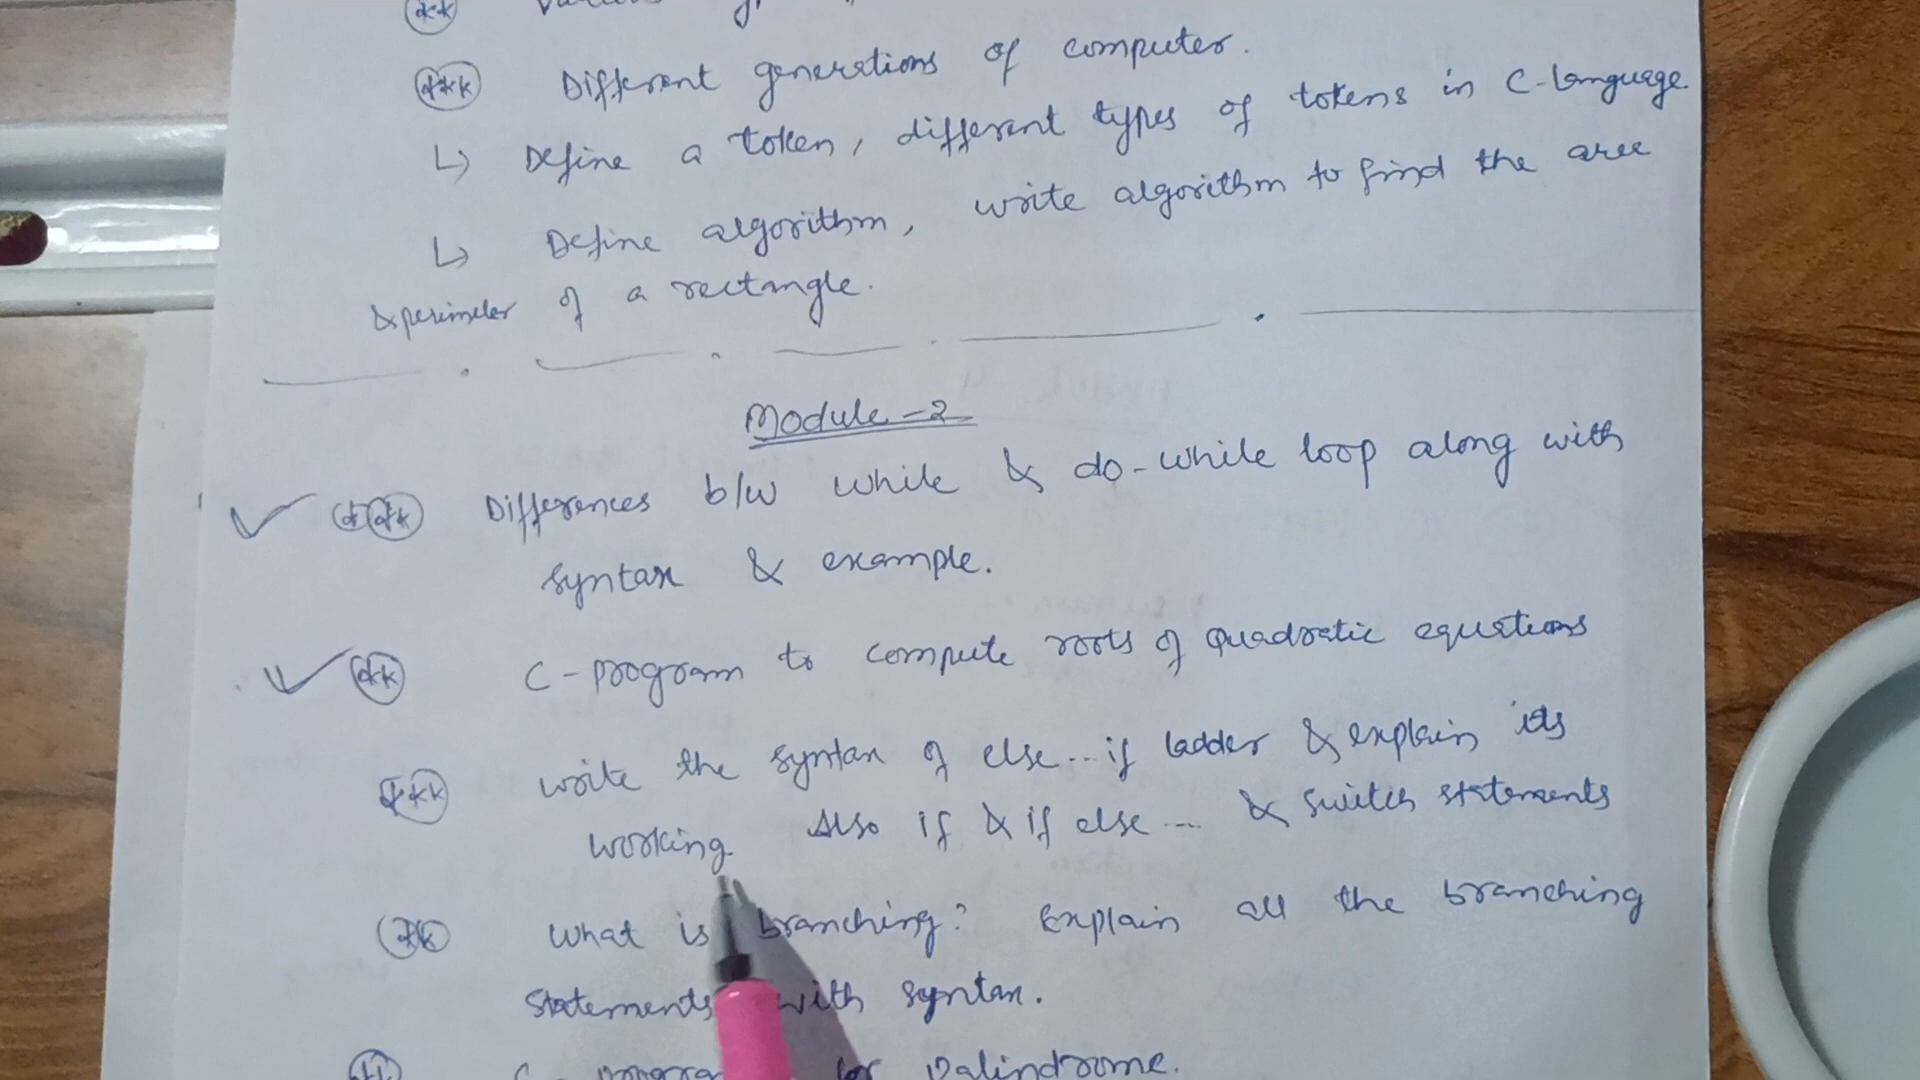 Different generations of computer.
↳ Define a token, different types of tokens in C-language
↳ Define algorithm, write algorithm to find the area
& perimeter of a rectangle.
Module-2
Differences b/w while & do-while loop along with
syntax & example.
C-program to compute roots of quadratic equations
write the syntax of else...if ladder & explain its
working. Also if & if else... & switch statements
What is branching? Explain all the branching
statements with syntax.
Palindrome.